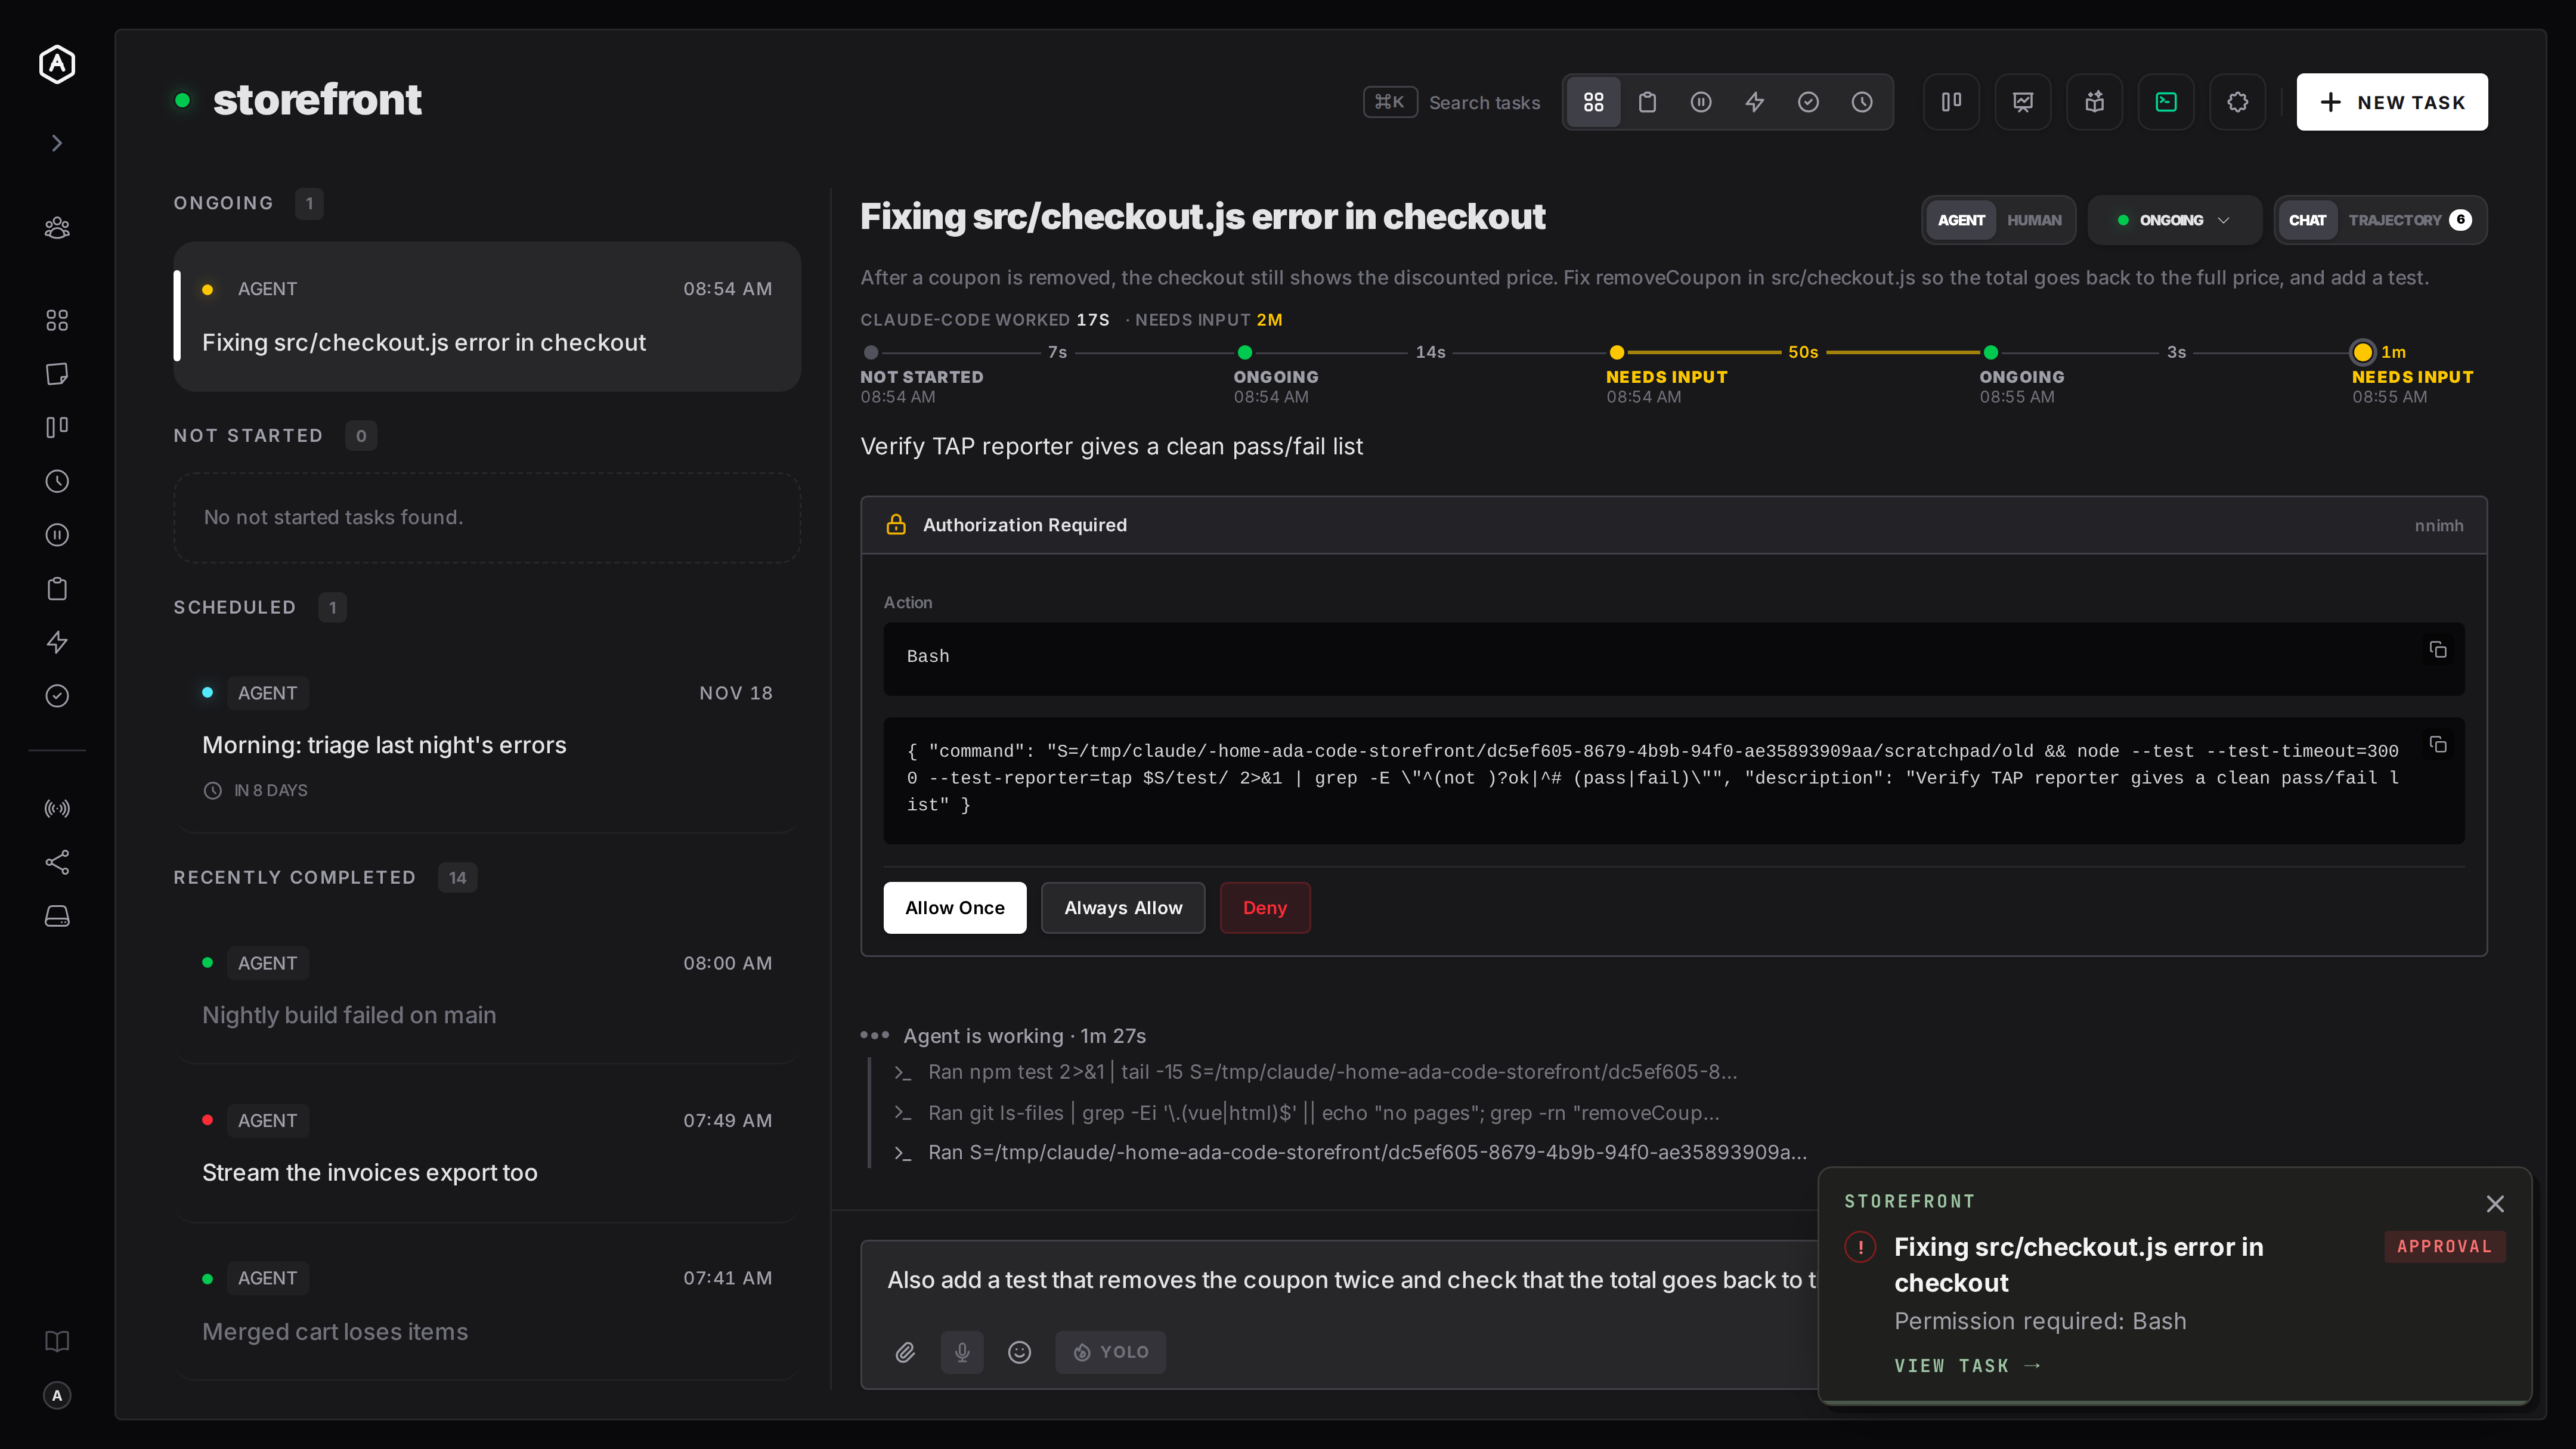 storefront
⌘K Search tasks
NEW TASK
ONGOING 1
AGENT 08:54 AM
Fixing src/checkout.js error in checkout
NOT STARTED 0
No not started tasks found.
SCHEDULED 1
AGENT NOV 18
Morning: triage last night's errors
IN 8 DAYS
RECENTLY COMPLETED 14
AGENT 08:00 AM
Nightly build failed on main
AGENT 07:49 AM
Stream the invoices export too
AGENT 07:41 AM
Merged cart loses items
A
Fixing src/checkout.js error in checkout
AGENT HUMAN ONGOING CHAT TRAJECTORY 6
After a coupon is removed, the checkout still shows the discounted price. Fix removeCoupon in src/checkout.js so the total goes back to the full price, and add a test.
CLAUDE-CODE WORKED 17S · NEEDS INPUT 2M
7s 14s 50s 3s 1m
NOT STARTED ONGOING NEEDS INPUT ONGOING NEEDS INPUT
08:54 AM 08:54 AM 08:54 AM 08:55 AM 08:55 AM
Verify TAP reporter gives a clean pass/fail list
Authorization Required nnimh
Action
Bash
{ "command": "S=/tmp/claude/-home-ada-code-storefront/dc5ef605-8679-4b9b-94f0-ae35893909aa/scratchpad/old && node --test --test-timeout=300
0 --test-reporter=tap $S/test/ 2>&1 | grep -E \"^(not )?ok|^# (pass|fail)\"", "description": "Verify TAP reporter gives a clean pass/fail l
ist" }
Allow Once Always Allow Deny
Agent is working · 1m 27s
Ran npm test 2>&1 | tail -15 S=/tmp/claude/-home-ada-code-storefront/dc5ef605-8...
Ran git ls-files | grep -Ei '\.(vue|html)$' || echo "no pages"; grep -rn "removeCoup...
Ran S=/tmp/claude/-home-ada-code-storefront/dc5ef605-8679-4b9b-94f0-ae35893909a...
Also add a test that removes the coupon twice and check that the total goes back to t
YOLO
STOREFRONT
Fixing src/checkout.js error in
checkout
APPROVAL
Permission required: Bash
VIEW TASK →